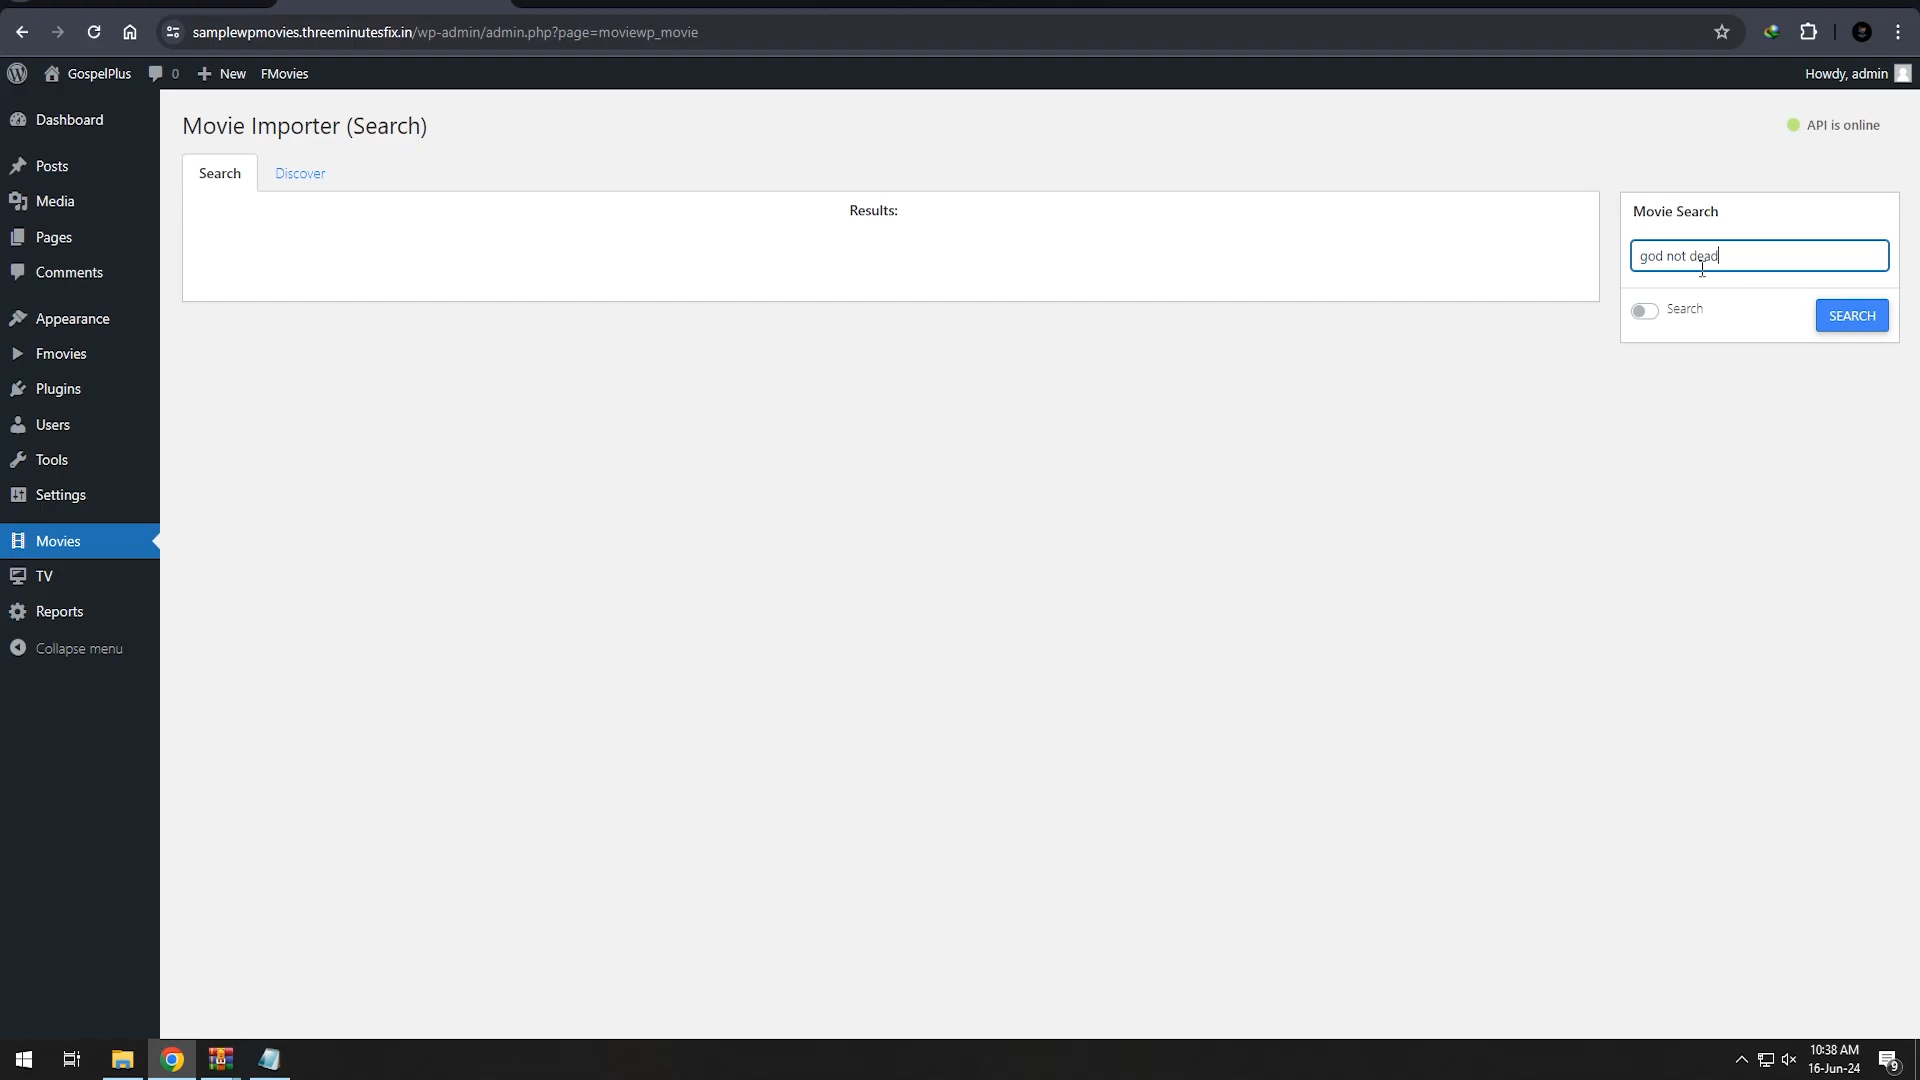 samplewpmovies.threeminutesfix.in/wp-admin/admin.php?page=moviewp_movie
GospelPlus 0 New FMovies Howdy, admin
Dashboard
Posts
Media
Pages
Comments
Appearance
Fmovies
Plugins
Users
Tools
Settings
Movies
TV
Reports
Collapse menu
Movie Importer (Search)
API is online
Search Discover
Results:
Movie Search
god not dead
Search SEARCH
10:38 AM
16-Jun-24
9